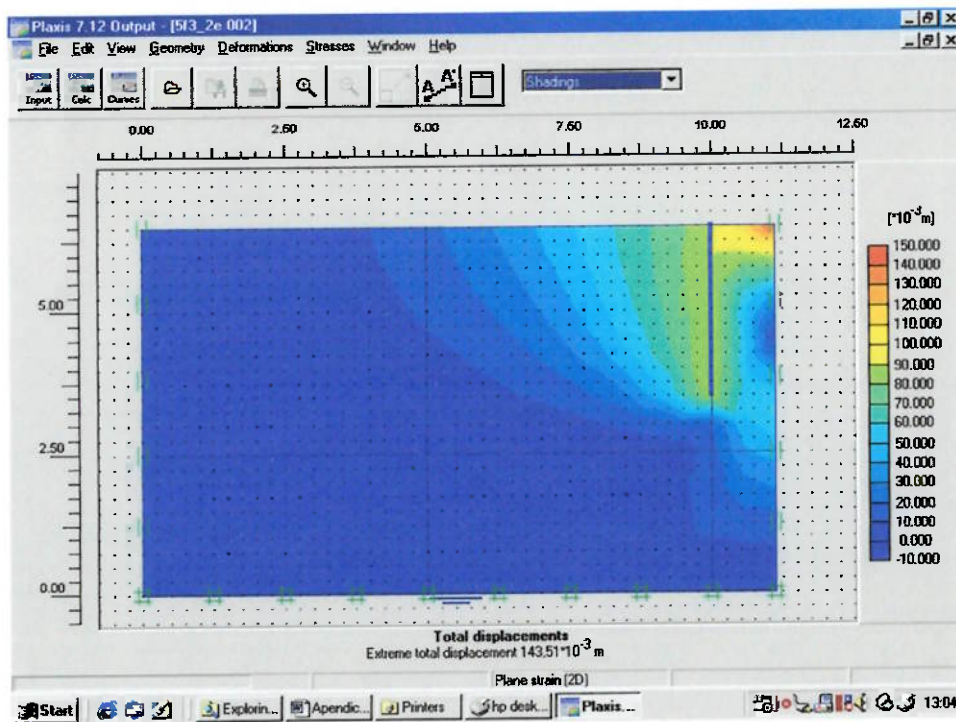 Plaxis 7.12 Output - [5f3_2e 002]
File Edit View Geometry Deformations Stresses Window Help
Input Calc Curves A A' Shadings
0.00 2.50 5.00 7.50 10.00 12.50
[*10⁻³m]
150.000
140.000
130.000
5.00
120.000
110.000
100.000
90.000
80.000
70.000
60.000
2.50
50.000
40.000
30.000
20.000
10.000
0.000
0.00
-10.000
Total displacements
Extreme total displacement 143,51*10⁻³ m
Plane strain [2D]
Start Explorin... Apendic... Printers hp desk... Plaxis... 13:04